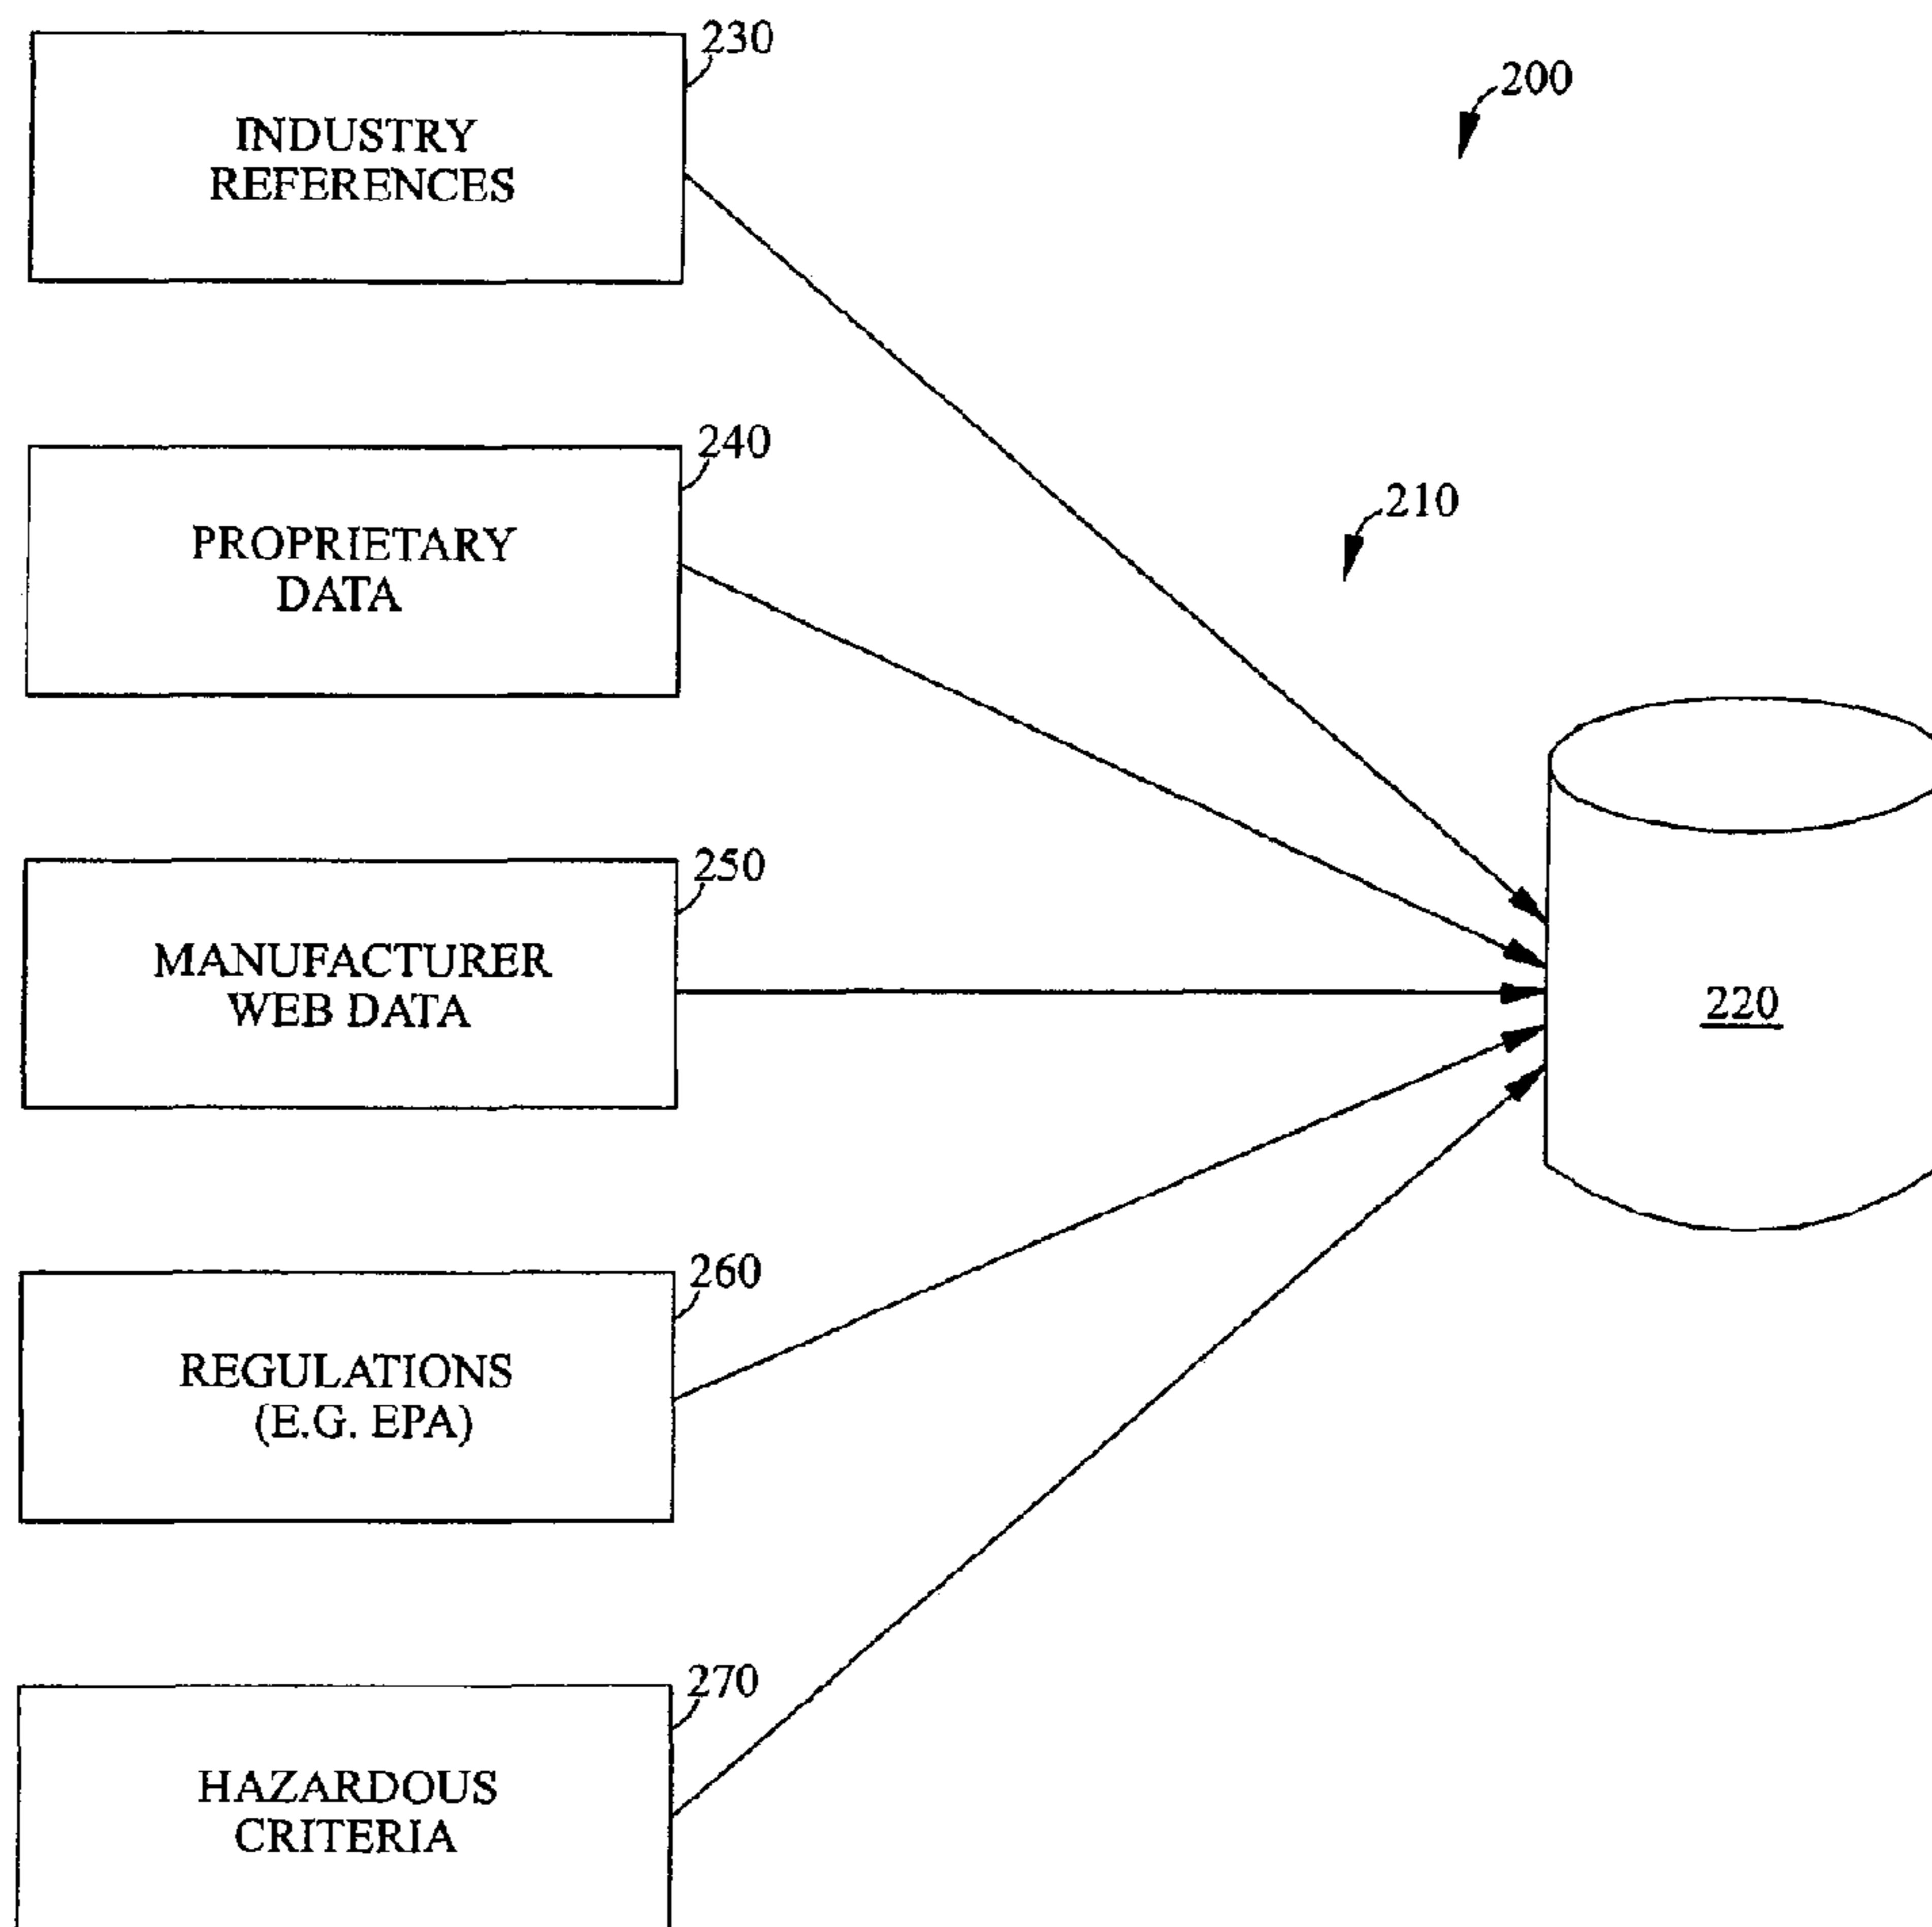 230
200
INDUSTRY
REFERENCES
240
210
PROPRIETARY
DATA
250
MANUFACTURER
WEB DATA
220
260
REGULATIONS
(E.G. EPA)
270
HAZARDOUS
CRITERIA